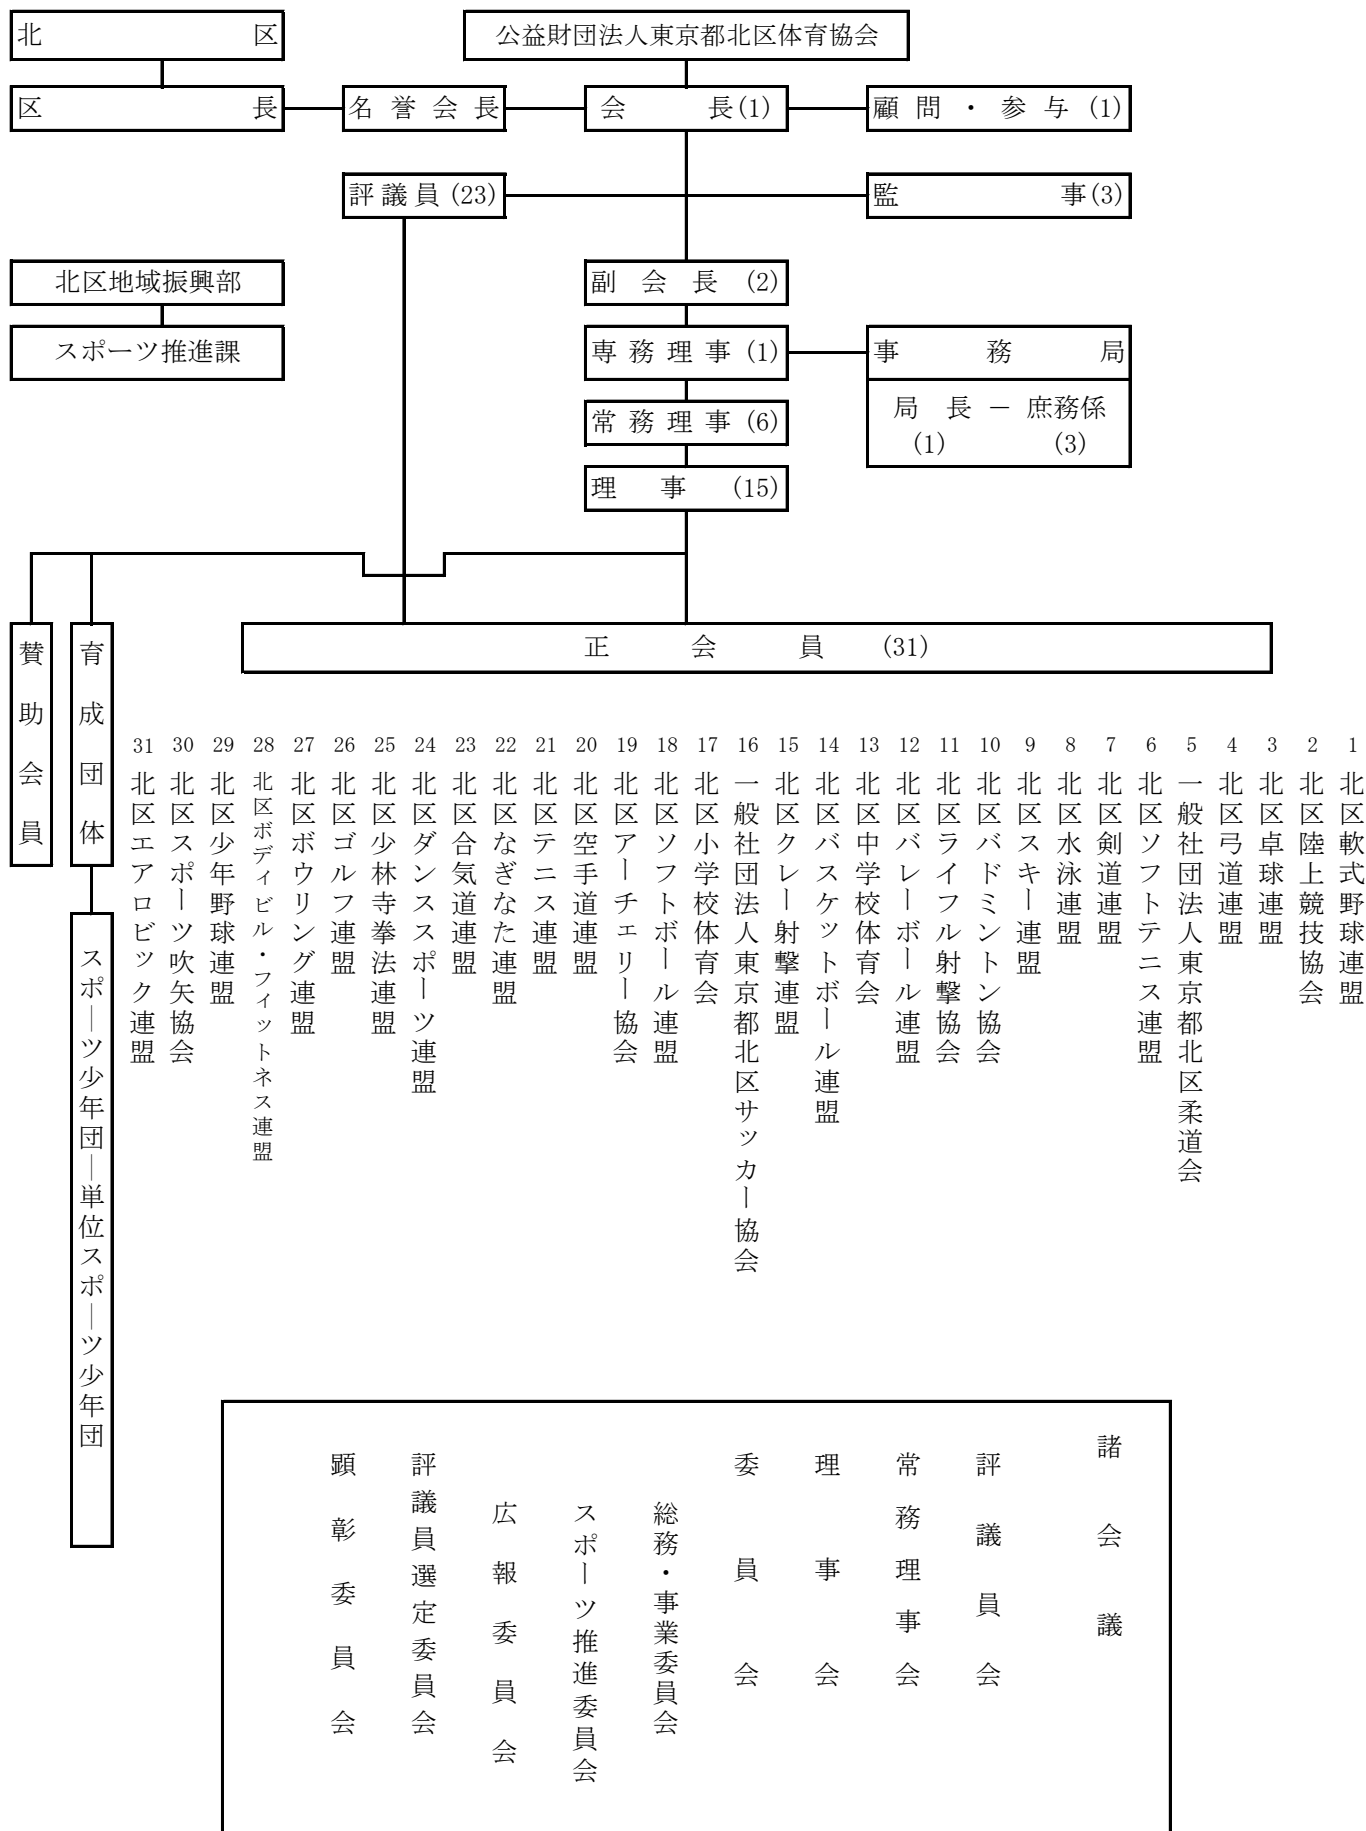 北区
公益財団法人東京都北区体育協会
区長
名誉会長
会長(1)
顧問・参与(1)
評議員(23)
監事(3)
北区地域振興部
副会長(2)
スポーツ推進課
専務理事(1)
事務局
局長－庶務係
(1) (3)
常務理事(6)
理事(15)
正会員(31)
1 北区軟式野球連盟
2 北区陸上競技協会
3 北区卓球連盟
4 北区弓道連盟
5 一般社団法人東京都北区柔道会
6 北区ソフトテニス連盟
7 北区剣道連盟
8 北区水泳連盟
9 北区スキー連盟
10 北区バドミントン協会
11 北区ライフル射撃協会
12 北区バレーボール連盟
13 北区中学校体育会
14 北区バスケットボール連盟
15 北区クレー射撃連盟
16 一般社団法人東京都北区サッカー協会
17 北区小学校体育会
18 北区ソフトボール連盟
19 北区アーチェリー協会
20 北区空手道連盟
21 北区テニス連盟
22 北区なぎなた連盟
23 北区合気道連盟
24 北区ダンススポーツ連盟
25 北区少林寺拳法連盟
26 北区ゴルフ連盟
27 北区ボウリング連盟
28 北区ボディビル・フィットネス連盟
29 北区少年野球連盟
30 北区スポーツ吹矢協会
31 北区エアロビック連盟
育成団体
スポーツ少年団―単位スポーツ少年団
賛助会員
諸会議
評議員会
常務理事会
理事会
委員会
総務・事業委員会
スポーツ推進委員会
広報委員会
評議員選定委員会
顕彰委員会